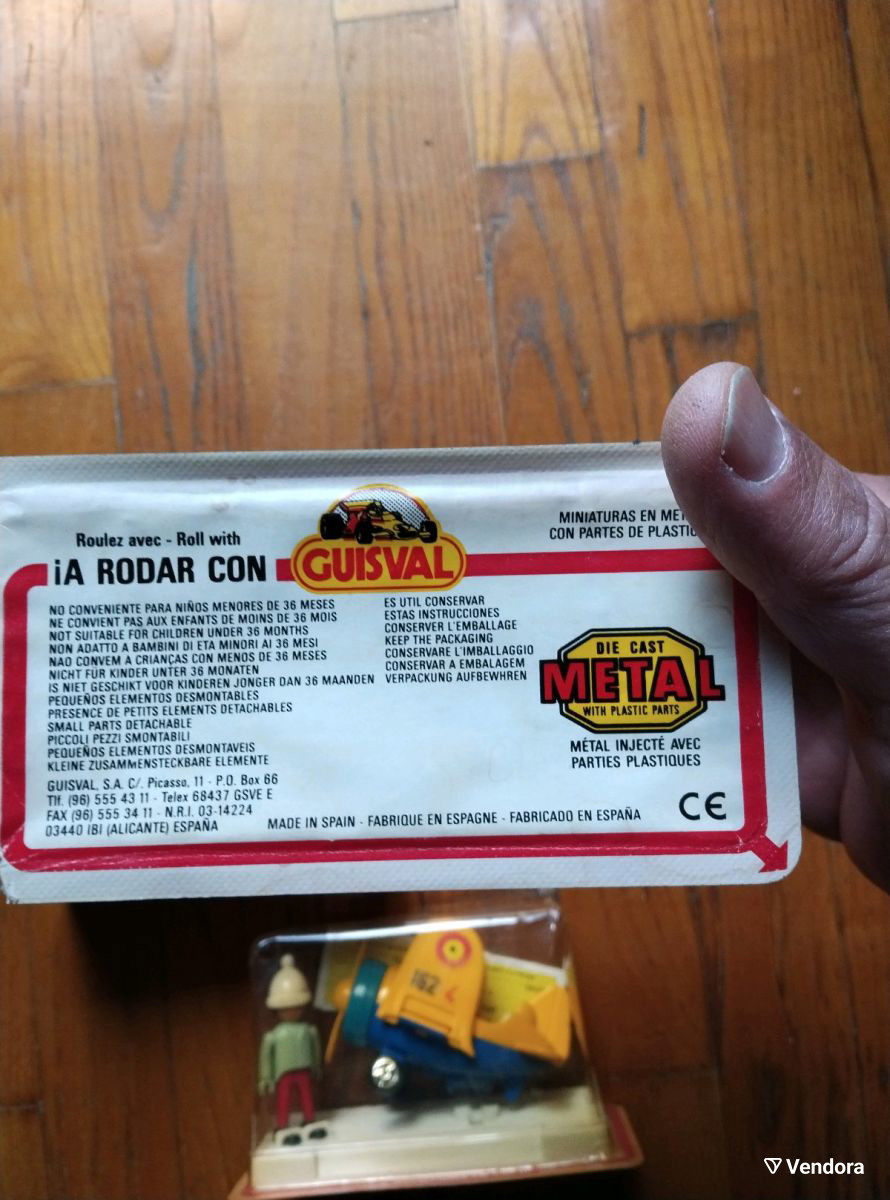 Roulez avec - Roll with
¡A RODAR CON
GUISVAL
MINIATURAS EN
CON PARTES DE
NO CONVENIENTE PARA NIÑOS MENORES DE 36 MESES
NE CONVIENT PAS AUX ENFANTS DE MOINS DE 36 MOIS
NOT SUITABLE FOR CHILDREN UNDER 36 MONTHS
NON ADATTO A BAMBINI DI ETA MINORI AI 36 MESI
NAO CONVEM A CRIANÇAS CON MENOS DE 36 MESES
NICHT FÜR KINDER UNTER 36 MONATEN
IS NIET GESCHIKT VOOR KINDEREN JONGER DAN 36 MAANDEN
PEQUEÑOS ELEMENTOS DESMONTABLES
PRESENCE DE PETITS ELEMENTS DETACHABLES
SMALL PARTS DETACHABLE
PICCOLI PEZZI SMONTABILI
PEQUEÑOS ELEMENTOS DESMONTAVEIS
KLEINE ZUSAMMENSTECKBARE ELEMENTE
ES UTIL CONSERVAR
ESTAS INSTRUCCIONES
CONSERVER L'EMBALLAGE
KEEP THE PACKAGING
CONSERVARE L'IMBALLAGGIO
CONSERVAR A EMBALAGEM
VERPACKUNG AUFBEWHREN
DIE CAST
METAL
WITH PLASTIC PARTS
MÉTAL INJECTÉ AVEC
PARTIES PLASTIQUES
GUISVAL, S.A. C/. Picasso, 11 - P.O. Box 66
Tlf. (96) 555 43 11 - Telex 68437 GSVE E
FAX (96) 555 34 11 - N.R.I. 03-14224
03440 IBI (ALICANTE) ESPAÑA
MADE IN SPAIN - FABRIQUE EN ESPAGNE - FABRICADO EN ESPAÑA
CE
162
Vendora